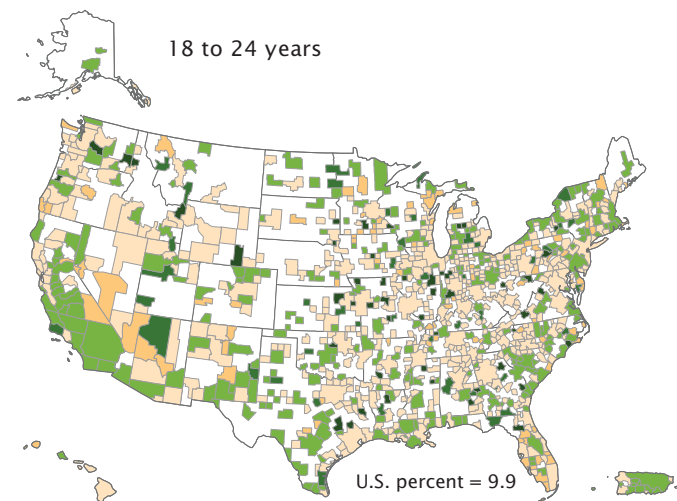 18 to 24 years
U.S. percent = 9.9